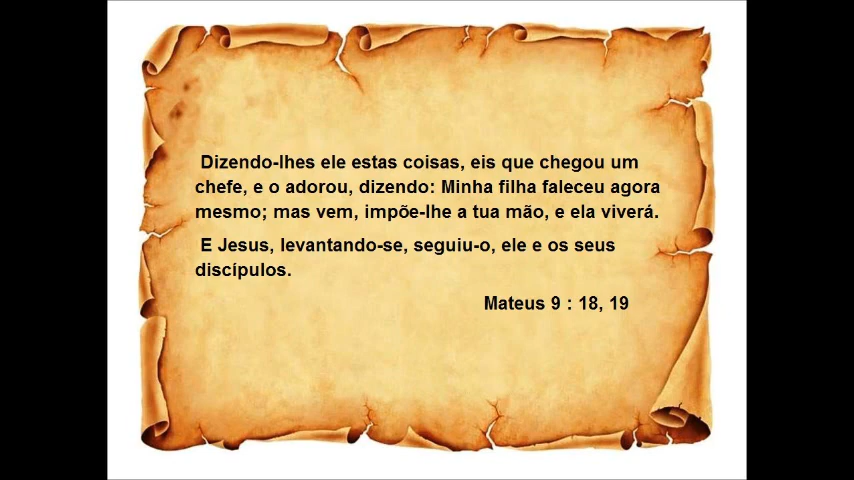 Dizendo-lhes ele estas coisas, eis que chegou um
chefe, e o adorou, dizendo: Minha filha faleceu agora
mesmo; mas vem, impõe-lhe a tua mão, e ela viverá.
E Jesus, levantando-se, seguiu-o, ele e os seus
discípulos.
Mateus 9 : 18, 19